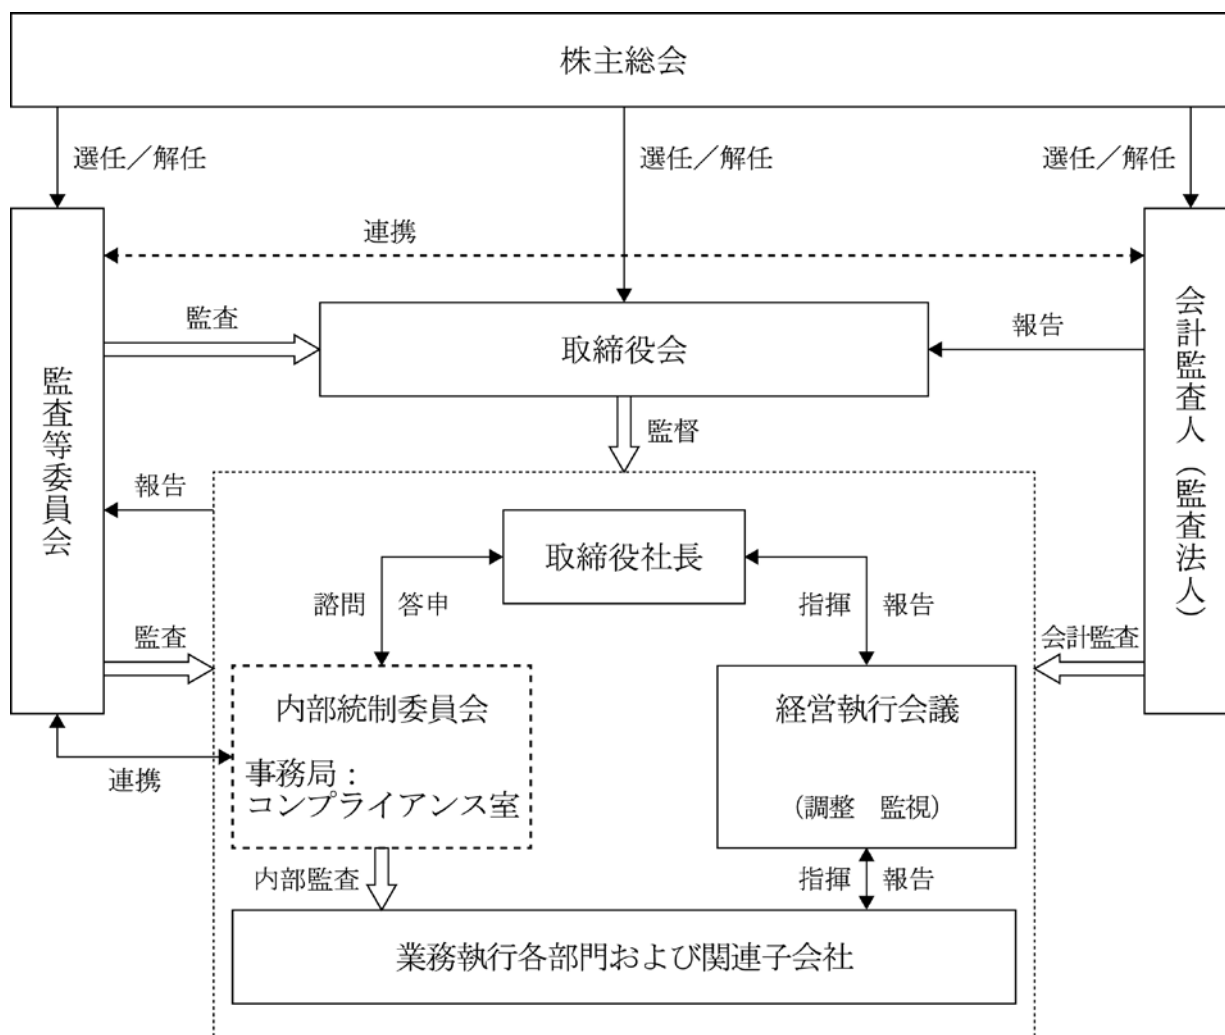 株主総会
選任／解任
選任／解任
選任／解任
連携
監査
報告
取締役会
監査等委員会
会計監査人（監査法人）
監督
報告
取締役社長
諮問
答申
指揮
報告
監査
会計監査
内部統制委員会
事務局：
コンプライアンス室
経営執行会議
（調整　監視）
連携
内部監査
指揮
報告
業務執行各部門および関連子会社